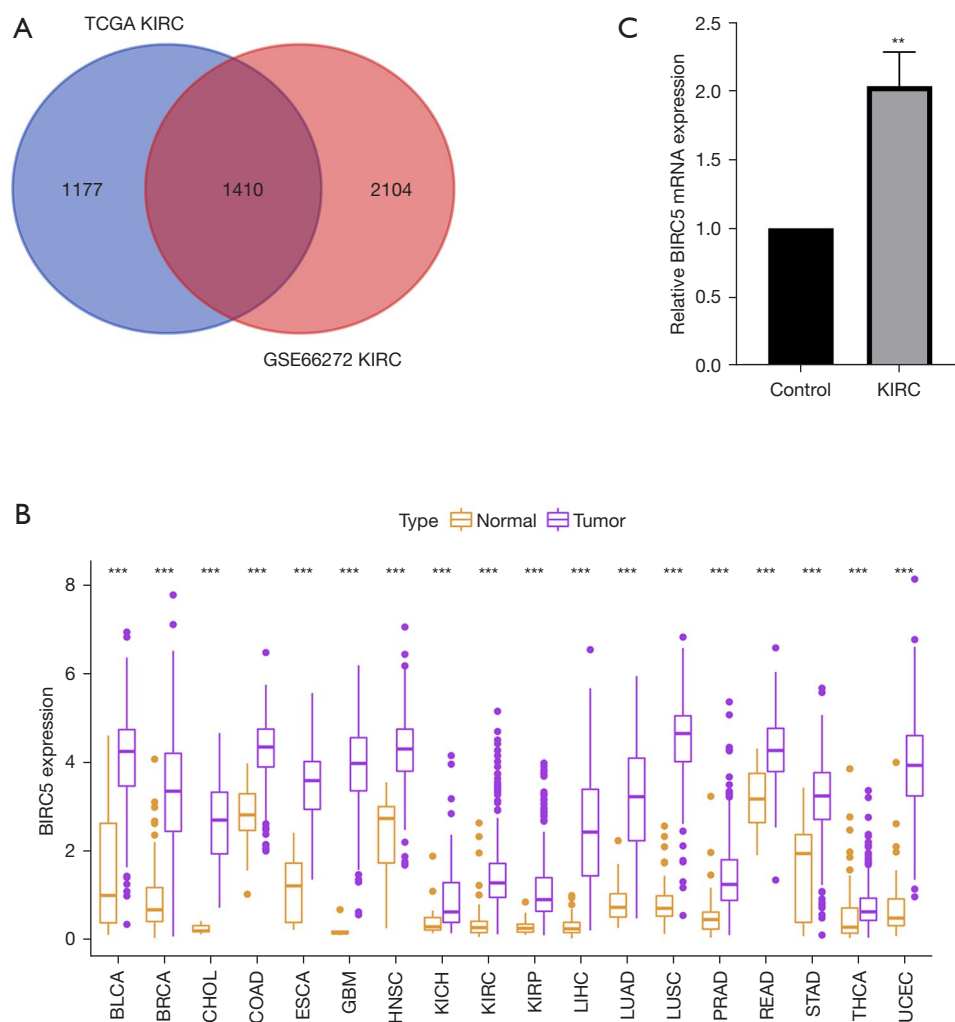 A
TCGA KIRC
1177
1410
2104
GSE66272 KIRC
C
Relative BIRC5 mRNA expression
2.5
2.0
1.5
1.0
0.5
0.0
**
Control
KIRC
B
Type
Normal
Tumor
BIRC5 expression
8
6
4
2
0
*** *** *** *** *** *** *** *** *** *** *** *** *** *** *** *** *** ***
BLCA
BRCA
CHOL
COAD
ESCA
GBM
HNSC
KICH
KIRC
KIRP
LIHC
LUAD
LUSC
PRAD
READ
STAD
THCA
UCEC